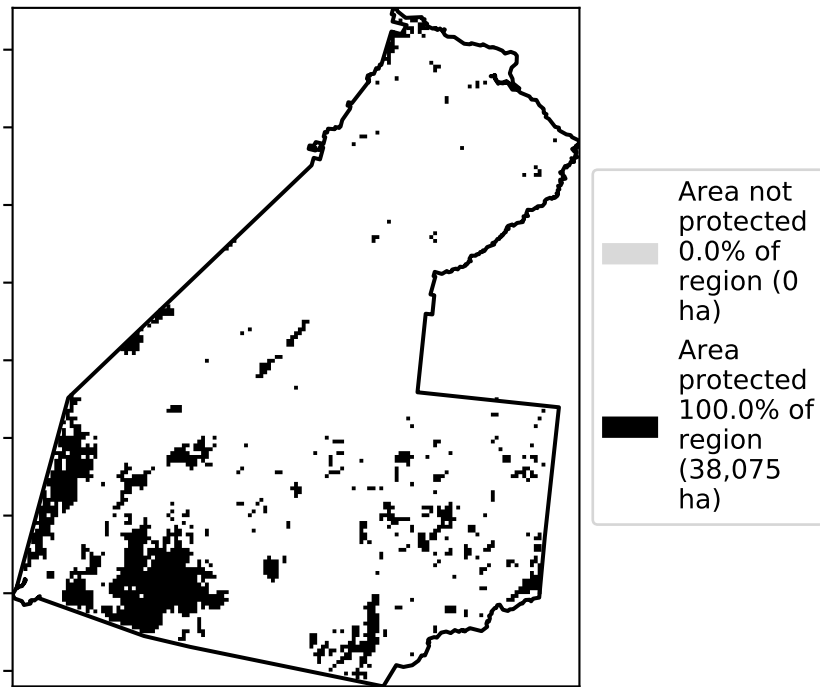 Area not
protected
0.0% of
region (0
ha)
Area
protected
100.0% of
region
(38,075
ha)